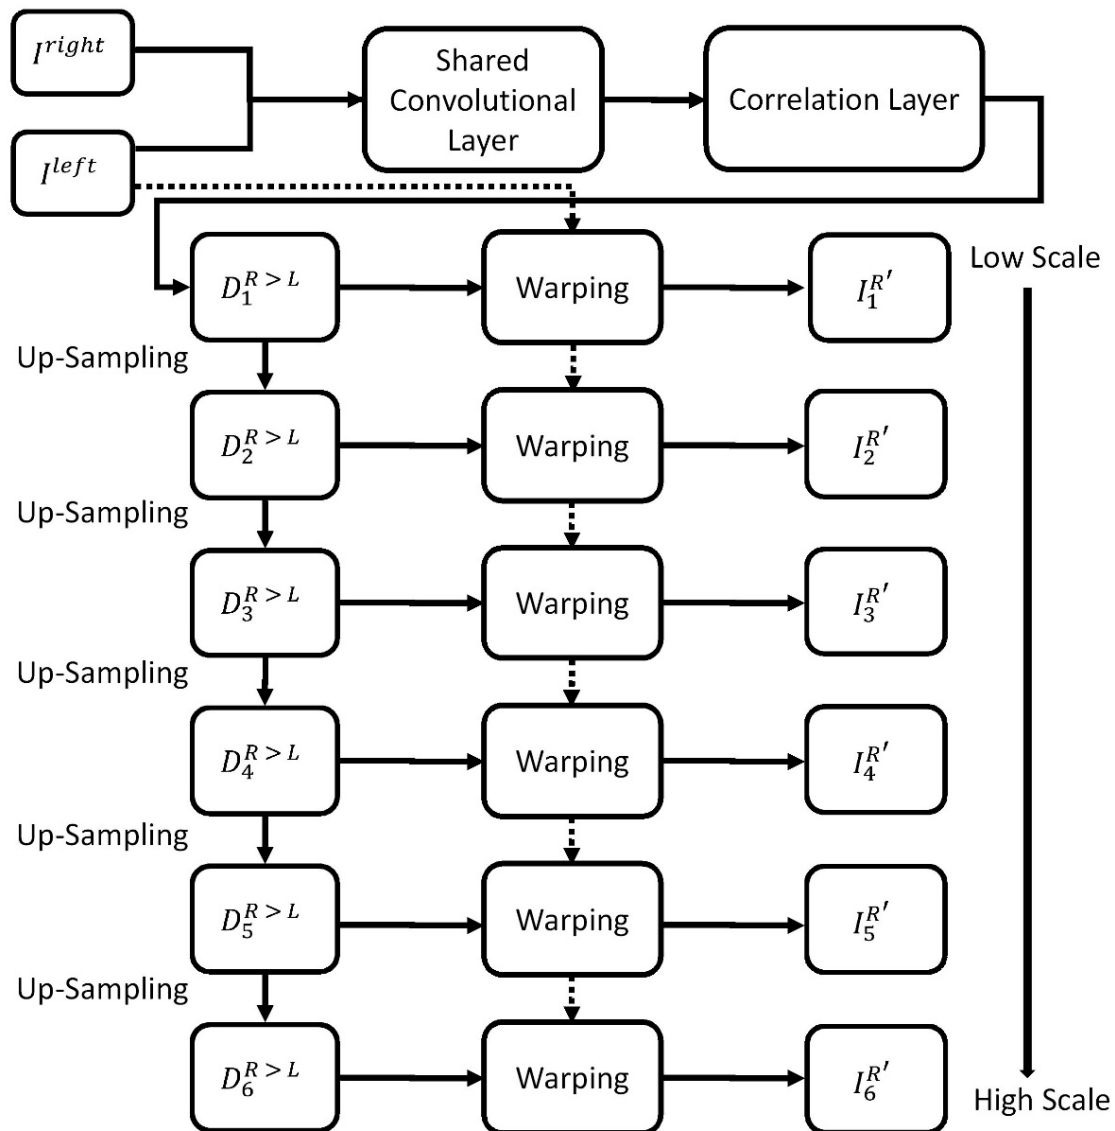 I^{right}
Shared
Convolutional
Layer
Correlation Layer
I^{left}
D_1^{R > L}
Warping
I_1^{R'}
Low Scale
Up-Sampling
D_2^{R > L}
Warping
I_2^{R'}
Up-Sampling
D_3^{R > L}
Warping
I_3^{R'}
Up-Sampling
D_4^{R > L}
Warping
I_4^{R'}
Up-Sampling
D_5^{R > L}
Warping
I_5^{R'}
Up-Sampling
D_6^{R > L}
Warping
I_6^{R'}
High Scale